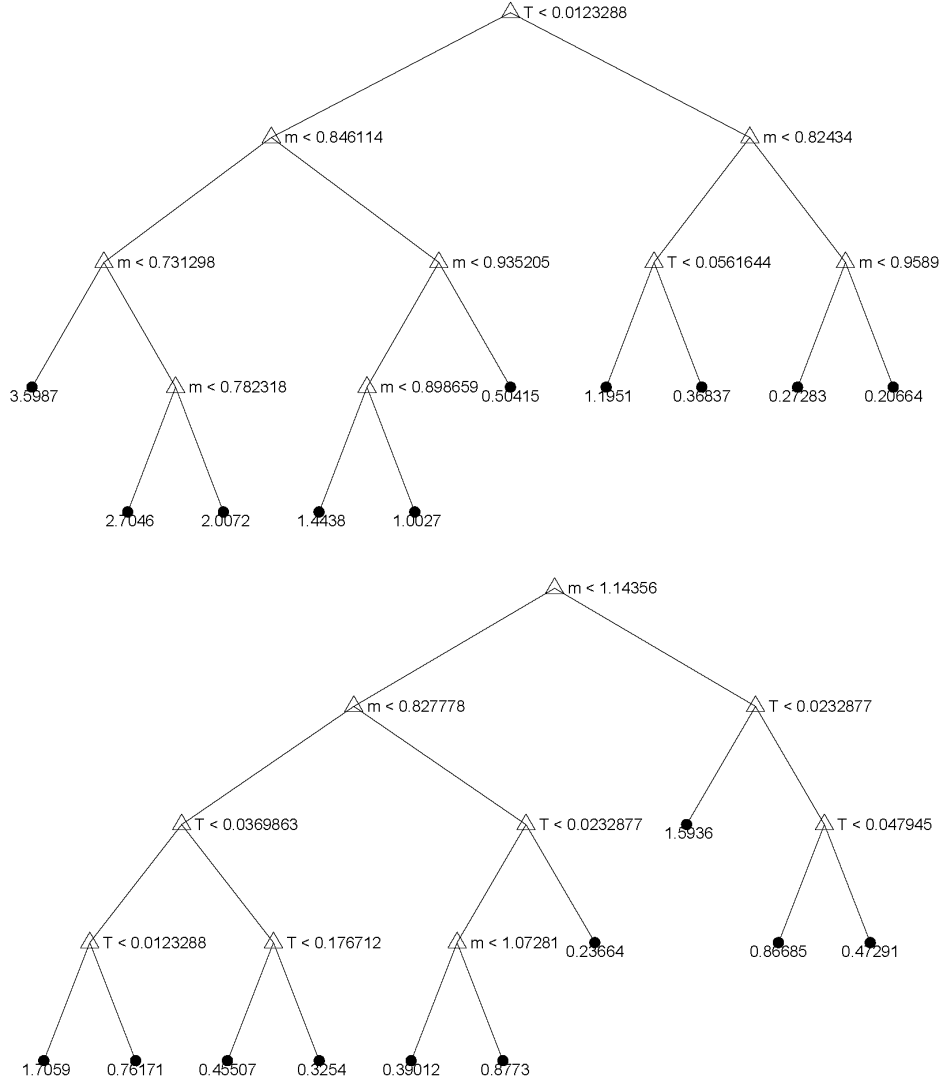 T < 0.0123288
m < 0.846114
m < 0.82434
m < 0.731298
m < 0.935205
T < 0.0561644
m < 0.9589
3.5987
m < 0.782318
m < 0.898659
0.50415
1.1951
0.36837
0.27283
0.20664
2.7046
2.0072
1.4438
1.0027
m < 1.14356
m < 0.827778
T < 0.0232877
T < 0.0369863
T < 0.0232877
1.5936
T < 0.047945
T < 0.0123288
T < 0.176712
m < 1.07281
0.23664
0.86685
0.47291
1.7059
0.76171
0.45507
0.3254
0.39012
0.8773